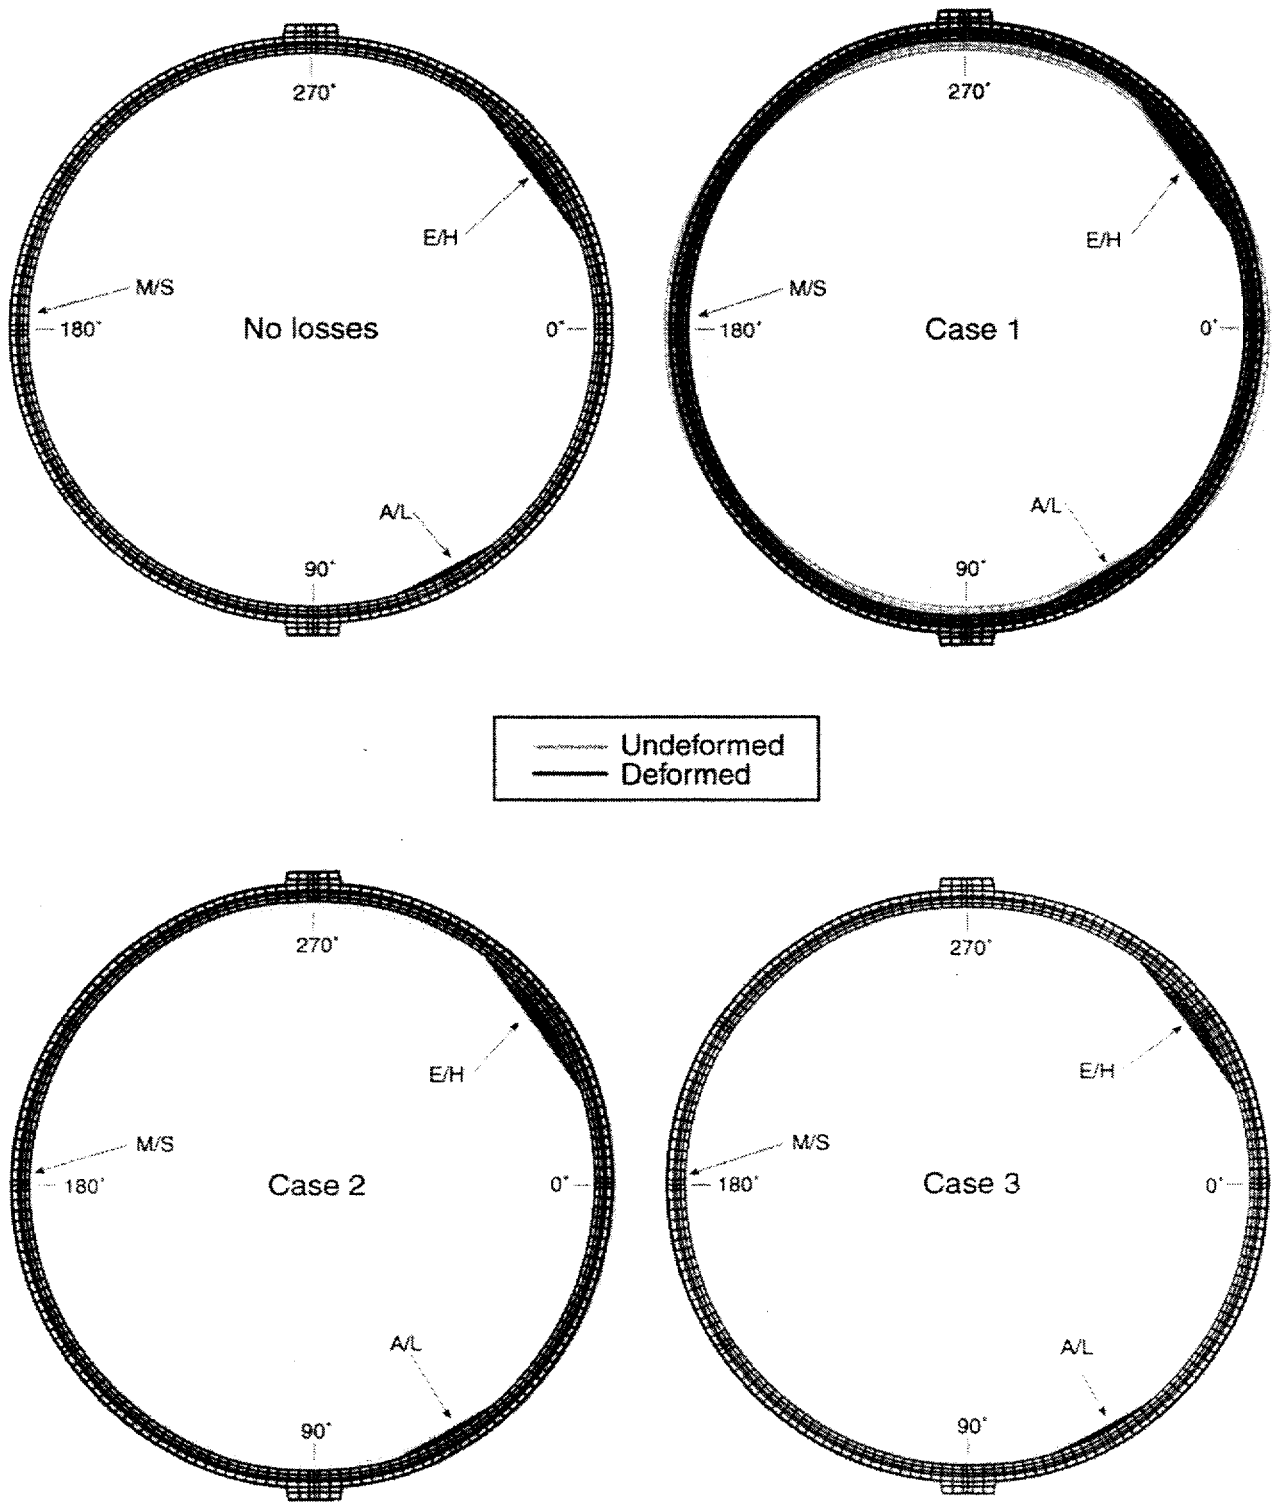 270°
E/H
M/S
180°
No losses
0°
A/L
90°
270°
E/H
M/S
180°
Case 1
0°
A/L
90°
Undeformed
Deformed
270°
E/H
M/S
180°
Case 2
0°
A/L
90°
270°
E/H
M/S
180°
Case 3
0°
A/L
90°